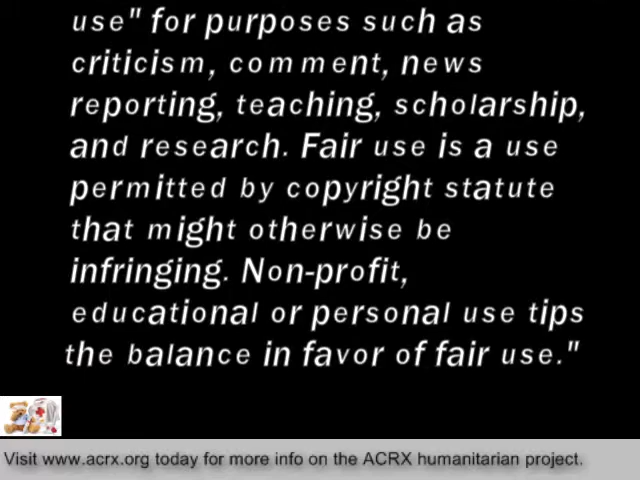 use" for purposes such as
criticism, comment, news
reporting, teaching, scholarship,
and research. Fair use is a use
permitted by copyright statute
that might otherwise be
infringing. Non-profit,
educational or personal use tips
the balance in favor of fair use."
Visit www.acrx.org today for more info on the ACRX humanitarian project.